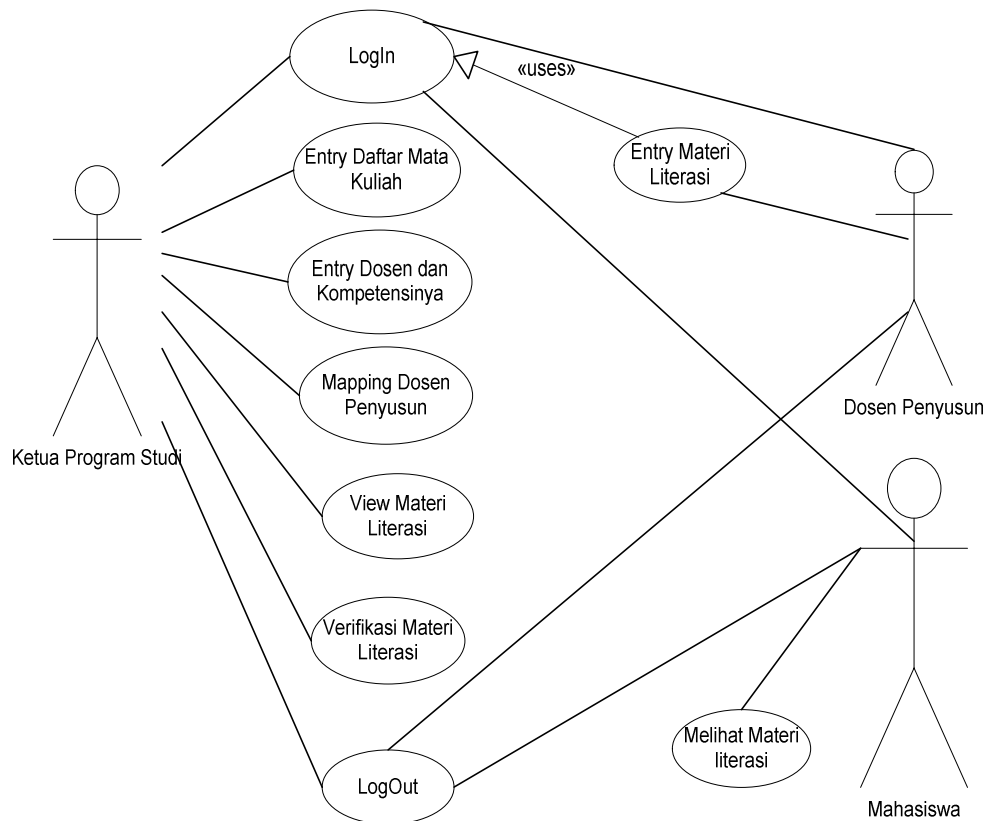 LogIn
«uses»
Entry Daftar Mata
Kuliah
Entry Materi
Literasi
Entry Dosen dan
Kompetensinya
Mapping Dosen
Penyusun
Dosen Penyusun
Ketua Program Studi
View Materi
Literasi
Verifikasi Materi
Literasi
Melihat Materi
literasi
LogOut
Mahasiswa